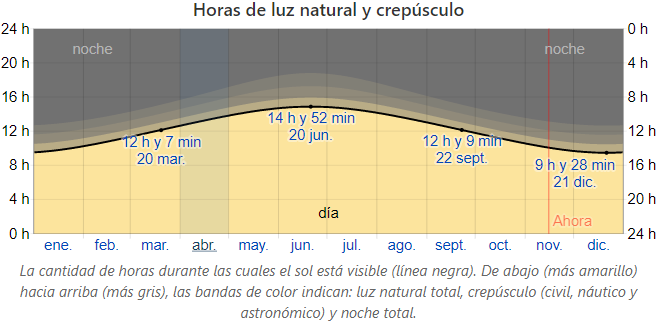 Horas de luz natural y crepúsculo
24 h
0 h
noche
noche
20 h
4 h
16 h
8 h
14 h y 52 min
20 jun.
12 h
12 h
12 h y 7 min
20 mar.
12 h y 9 min
22 sept.
8 h
16 h
9 h y 28 min
21 dic.
4 h
20 h
día
Ahora
0 h
24 h
ene. feb. mar. abr. may. jun. jul. ago. sept. oct. nov. dic.
La cantidad de horas durante las cuales el sol está visible (línea negra). De abajo (más amarillo)
hacia arriba (más gris), las bandas de color indican: luz natural total, crepúsculo (civil, náutico y
astronómico) y noche total.